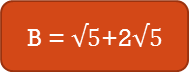 B = √5+2√5